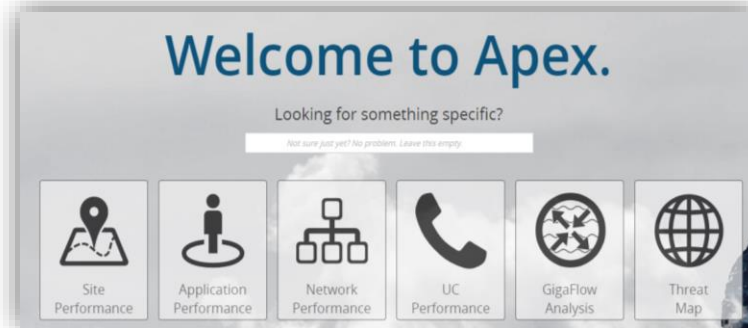 Welcome to Apex.
Looking for something specific?
Not sure just yet? No problem. Leave this empty
Site
Performance
Application
Performance
Network
Performance
UC
Performance
GigaFlow
Analysis
Threat
Map